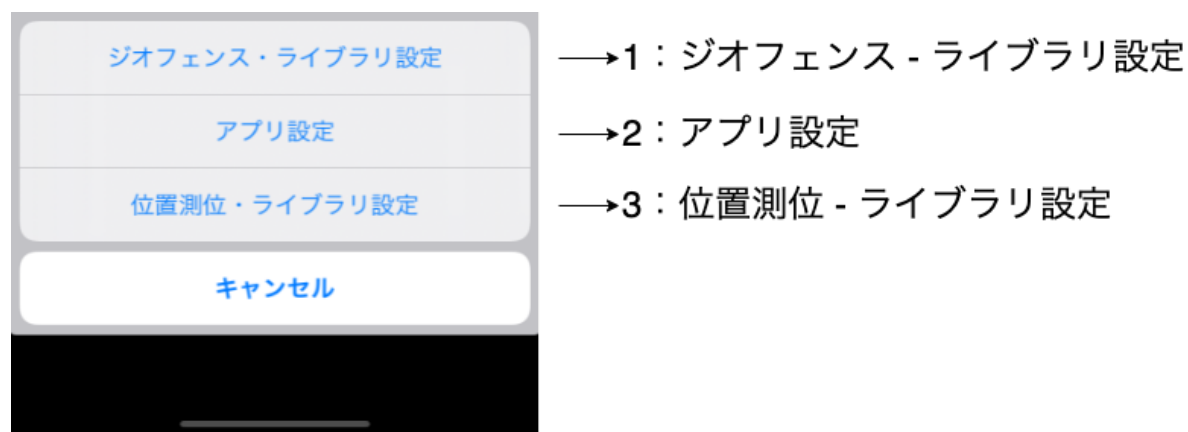 ジオフェンス・ライブラリ設定 →1：ジオフェンス - ライブラリ設定
アプリ設定 →2：アプリ設定
位置測位・ライブラリ設定 →3：位置測位 - ライブラリ設定
キャンセル